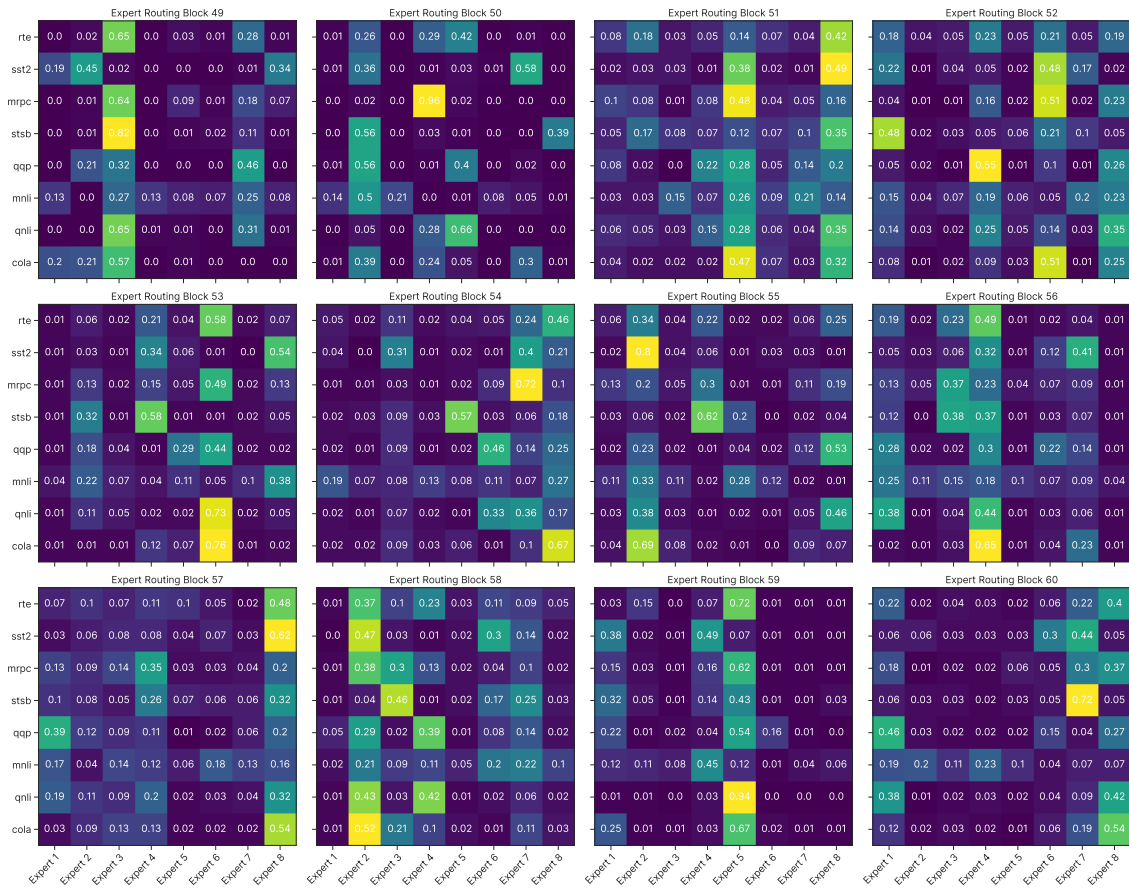 Expert Routing Block 49 Expert Routing Block 50 Expert Routing Block 51 Expert Routing Block 52
rte 0.0 0.02 0.65 0.0 0.03 0.01 0.28 0.01 0.0 0.26 0.0 0.29 0.42 0.0 0.01 0.0 0.08 0.18 0.03 0.05 0.14 0.07 0.04 0.42 0.18 0.04 0.05 0.23 0.05 0.21 0.05 0.19
sst2 0.19 0.45 0.02 0.0 0.0 0.0 0.0 0.34 0.01 0.36 0.0 0.01 0.03 0.01 0.58 0.0 0.02 0.03 0.03 0.01 0.38 0.02 0.02 0.49 0.22 0.01 0.04 0.05 0.02 0.48 0.17 0.02
mrpc 0.0 0.01 0.64 0.0 0.09 0.01 0.18 0.07 0.0 0.02 0.0 0.96 0.0 0.0 0.0 0.0 0.1 0.08 0.01 0.08 0.48 0.04 0.05 0.16 0.04 0.01 0.01 0.16 0.02 0.51 0.02 0.23
stsb 0.0 0.01 0.82 0.0 0.01 0.02 0.11 0.01 0.0 0.56 0.0 0.03 0.01 0.0 0.0 0.39 0.05 0.17 0.08 0.07 0.12 0.07 0.1 0.35 0.48 0.02 0.03 0.05 0.06 0.21 0.1 0.05
qqp 0.0 0.21 0.32 0.0 0.0 0.0 0.46 0.0 0.0 0.56 0.0 0.01 0.4 0.0 0.01 0.0 0.08 0.02 0.0 0.22 0.28 0.05 0.14 0.2 0.05 0.02 0.01 0.55 0.01 0.1 0.01 0.26
mnli 0.13 0.0 0.27 0.13 0.08 0.07 0.25 0.08 0.14 0.5 0.21 0.0 0.01 0.08 0.05 0.01 0.03 0.03 0.15 0.09 0.26 0.09 0.21 0.14 0.15 0.04 0.07 0.19 0.06 0.05 0.2 0.23
qnli 0.0 0.0 0.65 0.01 0.01 0.0 0.31 0.01 0.0 0.05 0.0 0.28 0.66 0.0 0.01 0.0 0.06 0.01 0.05 0.15 0.28 0.06 0.03 0.35 0.14 0.03 0.02 0.25 0.05 0.14 0.03 0.35
cola 0.2 0.21 0.57 0.0 0.0 0.0 0.0 0.0 0.0 0.39 0.0 0.24 0.05 0.0 0.3 0.01 0.04 0.01 0.02 0.04 0.47 0.07 0.03 0.32 0.04 0.01 0.02 0.09 0.03 0.51 0.03 0.25
Expert Routing Block 53 Expert Routing Block 54 Expert Routing Block 55 Expert Routing Block 56
rte 0.01 0.06 0.02 0.21 0.04 0.58 0.02 0.07 0.05 0.02 0.11 0.02 0.04 0.05 0.24 0.46 0.06 0.34 0.04 0.22 0.02 0.02 0.06 0.25 0.19 0.02 0.23 0.49 0.01 0.02 0.04 0.01
sst2 0.01 0.03 0.01 0.34 0.06 0.01 0.0 0.54 0.04 0.0 0.31 0.02 0.02 0.01 0.4 0.21 0.02 0.8 0.04 0.06 0.01 0.03 0.03 0.01 0.06 0.01 0.06 0.32 0.01 0.12 0.41 0.01
mrpc 0.01 0.13 0.02 0.15 0.05 0.49 0.02 0.13 0.01 0.01 0.03 0.01 0.02 0.09 0.72 0.1 0.13 0.2 0.05 0.3 0.01 0.01 0.11 0.19 0.13 0.05 0.37 0.23 0.04 0.07 0.09 0.01
stsb 0.01 0.32 0.01 0.58 0.01 0.01 0.02 0.05 0.02 0.03 0.09 0.03 0.57 0.03 0.06 0.18 0.03 0.06 0.02 0.62 0.2 0.0 0.02 0.04 0.12 0.0 0.38 0.37 0.01 0.03 0.07 0.01
qqp 0.01 0.18 0.04 0.01 0.29 0.44 0.02 0.02 0.02 0.01 0.09 0.01 0.02 0.46 0.14 0.25 0.02 0.23 0.02 0.01 0.04 0.02 0.12 0.53 0.28 0.01 0.03 0.3 0.01 0.22 0.14 0.01
mnli 0.04 0.22 0.07 0.04 0.11 0.05 0.1 0.38 0.19 0.07 0.08 0.13 0.08 0.11 0.07 0.27 0.11 0.33 0.11 0.02 0.28 0.12 0.01 0.01 0.25 0.11 0.15 0.18 0.1 0.07 0.09 0.04
qnli 0.01 0.11 0.05 0.02 0.02 0.73 0.02 0.05 0.02 0.01 0.07 0.01 0.02 0.33 0.36 0.17 0.02 0.38 0.03 0.03 0.04 0.01 0.03 0.46 0.38 0.01 0.06 0.44 0.01 0.03 0.06 0.01
cola 0.01 0.01 0.01 0.12 0.07 0.76 0.01 0.02 0.02 0.02 0.09 0.03 0.06 0.01 0.1 0.67 0.04 0.69 0.08 0.02 0.01 0.0 0.09 0.07 0.02 0.01 0.04 0.65 0.01 0.04 0.23 0.01
Expert Routing Block 57 Expert Routing Block 58 Expert Routing Block 59 Expert Routing Block 60
rte 0.07 0.1 0.07 0.11 0.1 0.05 0.02 0.48 0.01 0.37 0.1 0.23 0.03 0.11 0.09 0.05 0.03 0.15 0.0 0.07 0.72 0.01 0.01 0.01 0.22 0.02 0.02 0.04 0.02 0.06 0.22 0.4
sst2 0.03 0.06 0.08 0.08 0.04 0.07 0.03 0.62 0.0 0.47 0.03 0.01 0.02 0.3 0.14 0.02 0.38 0.03 0.01 0.49 0.07 0.01 0.01 0.01 0.06 0.06 0.03 0.03 0.03 0.3 0.44 0.05
mrpc 0.13 0.09 0.14 0.35 0.03 0.03 0.04 0.2 0.01 0.38 0.3 0.13 0.02 0.04 0.1 0.02 0.15 0.03 0.01 0.16 0.62 0.01 0.01 0.01 0.18 0.01 0.02 0.02 0.06 0.05 0.3 0.37
stsb 0.1 0.08 0.05 0.26 0.07 0.06 0.06 0.32 0.01 0.04 0.46 0.01 0.02 0.17 0.25 0.03 0.32 0.05 0.01 0.14 0.43 0.01 0.01 0.03 0.06 0.03 0.03 0.02 0.03 0.05 0.72 0.05
qqp 0.39 0.12 0.09 0.11 0.01 0.02 0.06 0.2 0.05 0.29 0.02 0.39 0.01 0.08 0.14 0.02 0.22 0.01 0.02 0.04 0.54 0.16 0.01 0.0 0.46 0.03 0.02 0.02 0.02 0.15 0.04 0.27
mnli 0.17 0.04 0.14 0.12 0.06 0.18 0.13 0.16 0.02 0.21 0.09 0.11 0.05 0.2 0.22 0.1 0.12 0.11 0.08 0.45 0.12 0.01 0.04 0.06 0.19 0.2 0.11 0.23 0.1 0.04 0.07 0.07
qnli 0.19 0.11 0.09 0.2 0.02 0.04 0.02 0.32 0.01 0.43 0.03 0.42 0.01 0.02 0.06 0.02 0.01 0.01 0.0 0.0 0.94 0.01 0.01 0.01 0.38 0.01 0.02 0.02 0.02 0.04 0.09 0.42
cola 0.03 0.09 0.13 0.13 0.02 0.02 0.02 0.54 0.01 0.52 0.21 0.1 0.02 0.01 0.11 0.03 0.25 0.01 0.01 0.03 0.67 0.01 0.01 0.01 0.12 0.02 0.02 0.03 0.01 0.07 0.19 0.54
Expert 1 Expert 2 Expert 3 Expert 4 Expert 5 Expert 6 Expert 7 Expert 8 Expert 1 Expert 2 Expert 3 Expert 4 Expert 5 Expert 6 Expert 7 Expert 8 Expert 1 Expert 2 Expert 3 Expert 4 Expert 5 Expert 6 Expert 7 Expert 8 Expert 1 Expert 2 Expert 3 Expert 4 Expert 5 Expert 6 Expert 7 Expert 8